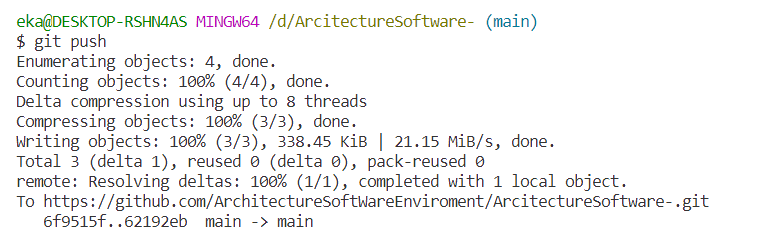 eka@DESKTOP-RSHN4AS MINGW64 /d/ArcitectureSoftware- (main)
$ git push
Enumerating objects: 4, done.
Counting objects: 100% (4/4), done.
Delta compression using up to 8 threads
Compressing objects: 100% (3/3), done.
Writing objects: 100% (3/3), 338.45 KiB | 21.15 MiB/s, done.
Total 3 (delta 1), reused 0 (delta 0), pack-reused 0
remote: Resolving deltas: 100% (1/1), completed with 1 local object.
To https://github.com/ArchitectureSoftWareEnviroment/ArcitectureSoftware-.git
   6f9515f..62192eb  main -> main